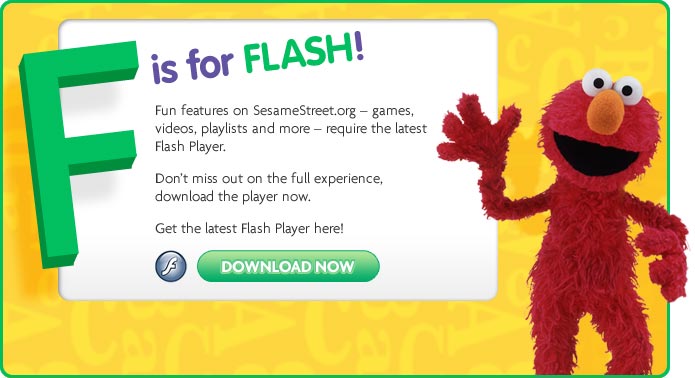 F is for FLASH!
Fun features on SesameStreet.org – games,
videos, playlists and more – require the latest
Flash Player.
Don't miss out on the full experience,
download the player now.
Get the latest Flash Player here!
DOWNLOAD NOW